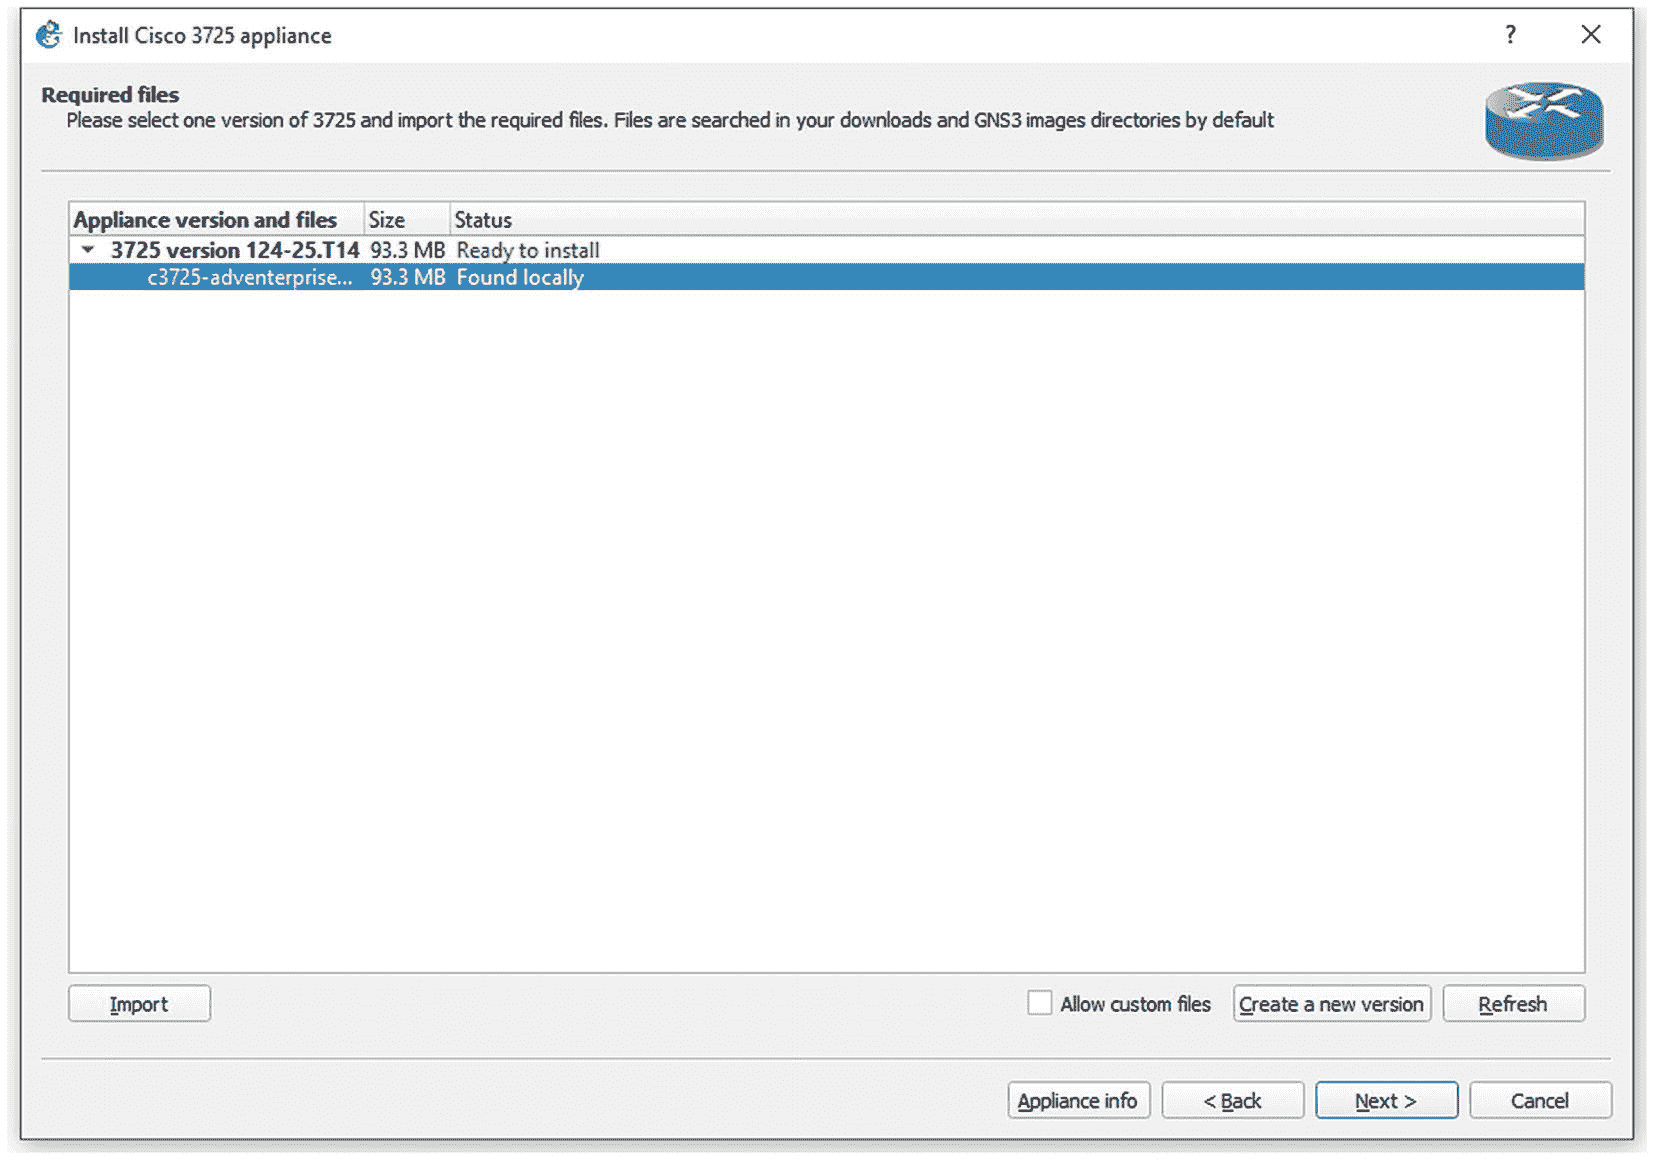 Install Cisco 3725 appliance
?
Required files
Please select one version of 3725 and import the required files. Files are searched in your downloads and GNS3 images directories by default
Appliance version and files Size Status
3725 version 124-25.T14 93.3 MB Ready to install
c3725-adventerprise... 93.3 MB Found locally
Import Allow custom files Create a new version Refresh
Appliance info < Back Next > Cancel